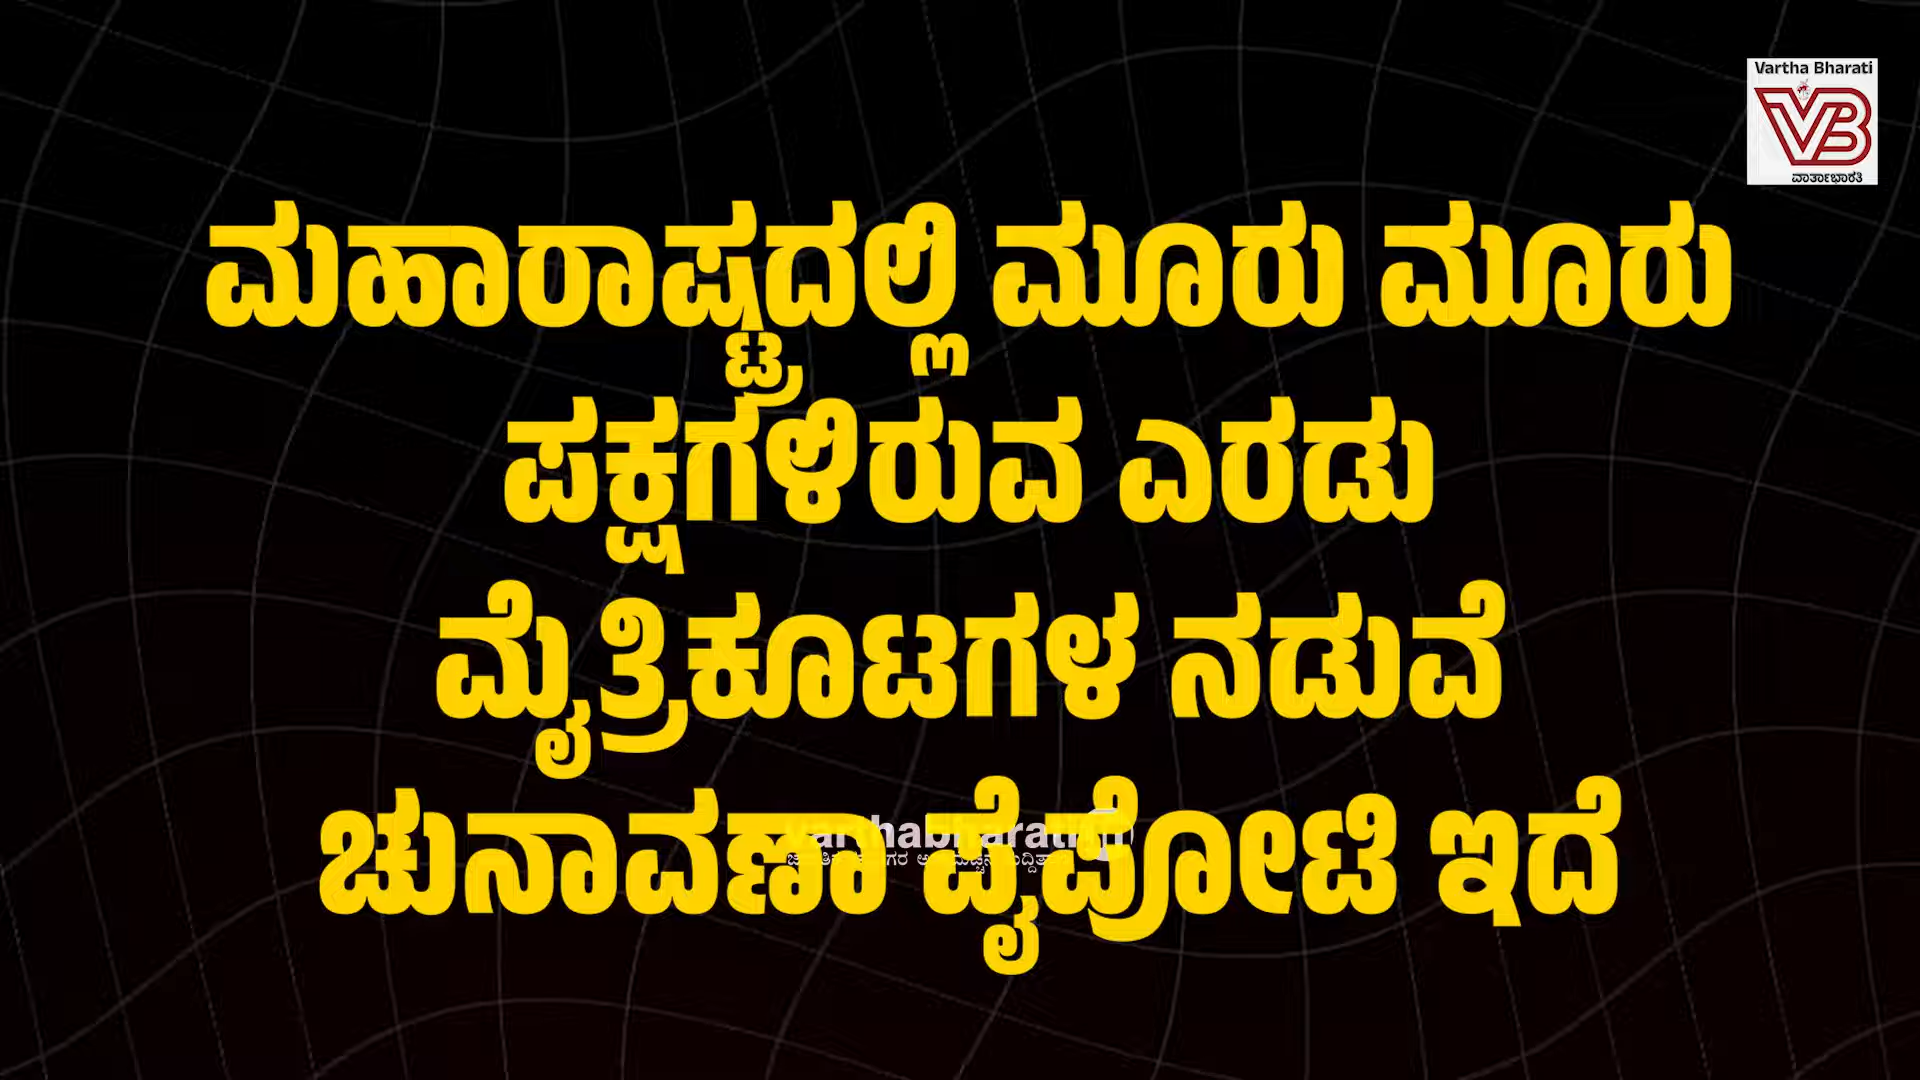 Vartha Bharati
VB
ವಾರ್ತಾಭಾರತಿ
ಮಹಾರಾಷ್ಟ್ರದಲ್ಲಿ ಮೂರು ಮೂರು
ಪಕ್ಷಗಳಿರುವ ಎರಡು
ಮೈತ್ರಿಕೂಟಗಳ ನಡುವೆ
ಚುನಾವಣಾ ಪೈಪೋಟಿ ಇದೆ
varthabharati